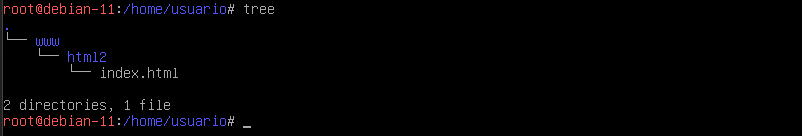 root@debian-11:/home/usuario# tree
.
└── www
    └── html2
        └── index.html
2 directories, 1 file
root@debian-11:/home/usuario# _